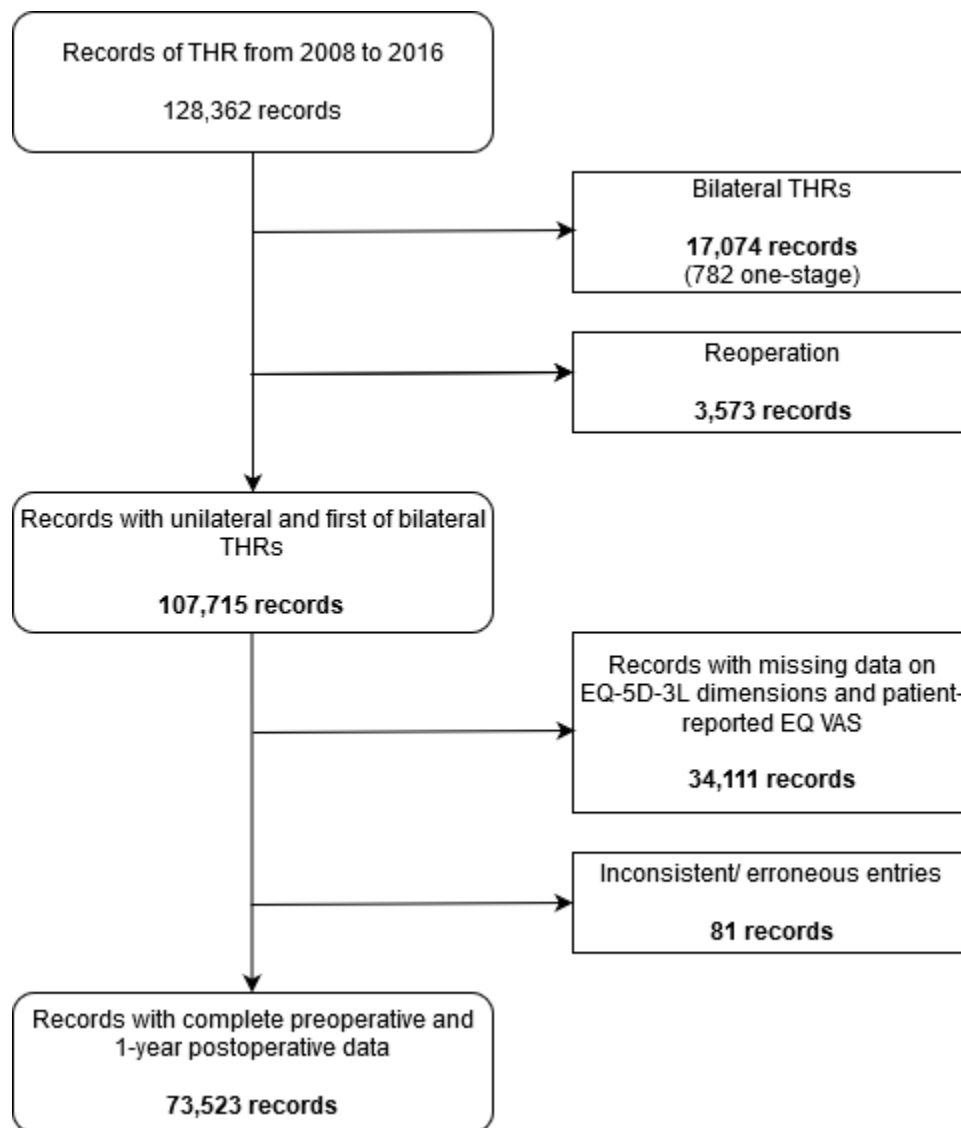 Records of THR from 2008 to 2016
128,362 records
Bilateral THRs
17,074 records
(782 one-stage)
Reoperation
3,573 records
Records with unilateral and first of bilateral
THRs
107,715 records
Records with missing data on
EQ-5D-3L dimensions and patient-
reported EQ VAS
34,111 records
Inconsistent/ erroneous entries
81 records
Records with complete preoperative and
1-year postoperative data
73,523 records